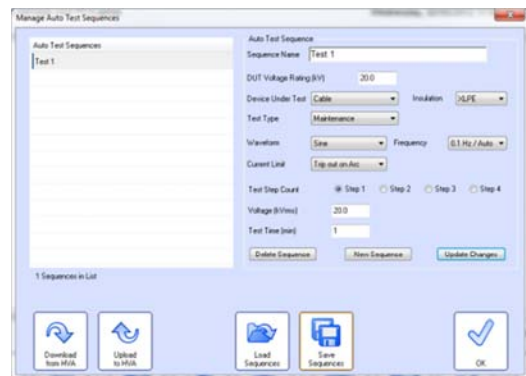 Manage Auto Test Sequences
Auto Test Sequences
Test 1
1 Sequences in List
Auto Test Sequence
Sequence Name Test 1
DUT Voltage Rating (kV) 20.0
Device Under Test Cable Insulation XLPE
Test Type Maintenance
Waveform Sine Frequency 0.1 Hz / Auto
Current Limit Trip out on Arc
Test Step Count Step 1 Step 2 Step 3 Step 4
Voltage (kVrms) 20.0
Test Time (min) 1
Delete Sequence New Sequence Update Changes
Download from HVA
Upload to HVA
Load Sequences
Save Sequences
OK